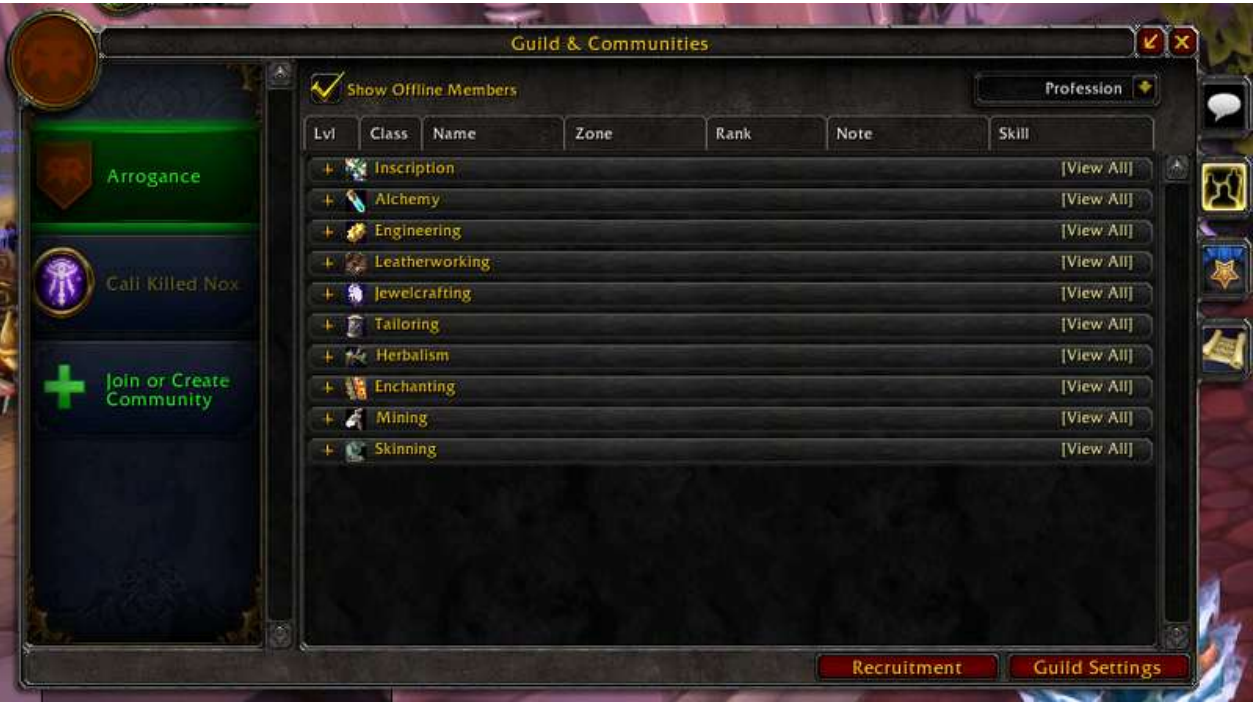 Guild & Communities
Show Offline Members
Profession
Lvl Class Name Zone Rank Note Skill
Arrogance
Cali Killed Nox
Join or Create
Community
+ Inscription [View All]
+ Alchemy [View All]
+ Engineering [View All]
+ Leatherworking [View All]
+ Jewelcrafting [View All]
+ Tailoring [View All]
+ Herbalism [View All]
+ Enchanting [View All]
+ Mining [View All]
+ Skinning [View All]
Recruitment Guild Settings